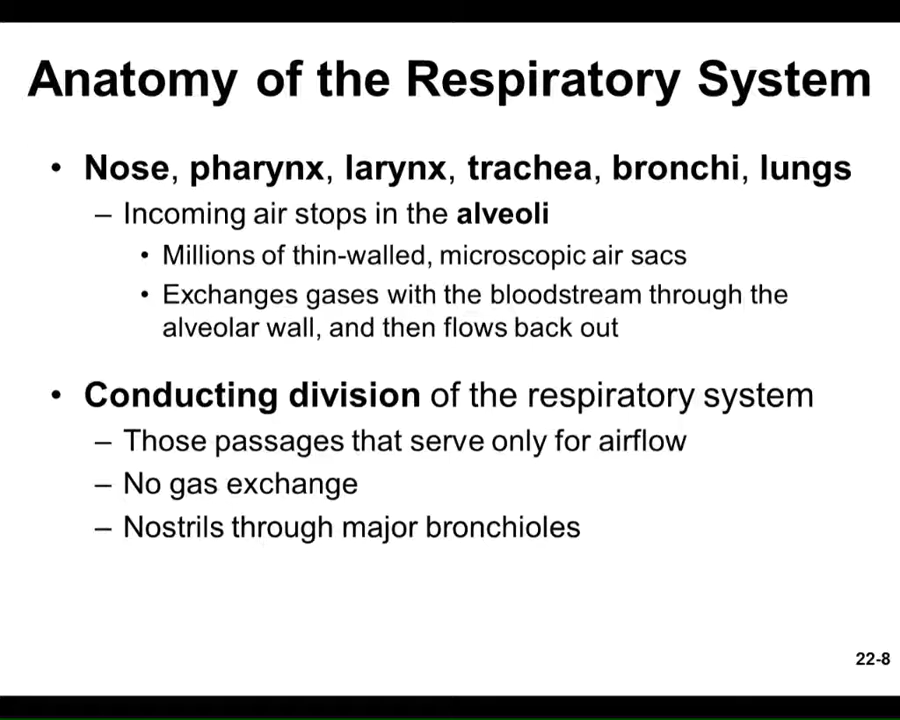 Anatomy of the Respiratory System
• Nose, pharynx, larynx, trachea, bronchi, lungs
– Incoming air stops in the alveoli
• Millions of thin-walled, microscopic air sacs
• Exchanges gases with the bloodstream through the
alveolar wall, and then flows back out
• Conducting division of the respiratory system
– Those passages that serve only for airflow
– No gas exchange
– Nostrils through major bronchioles
22-8